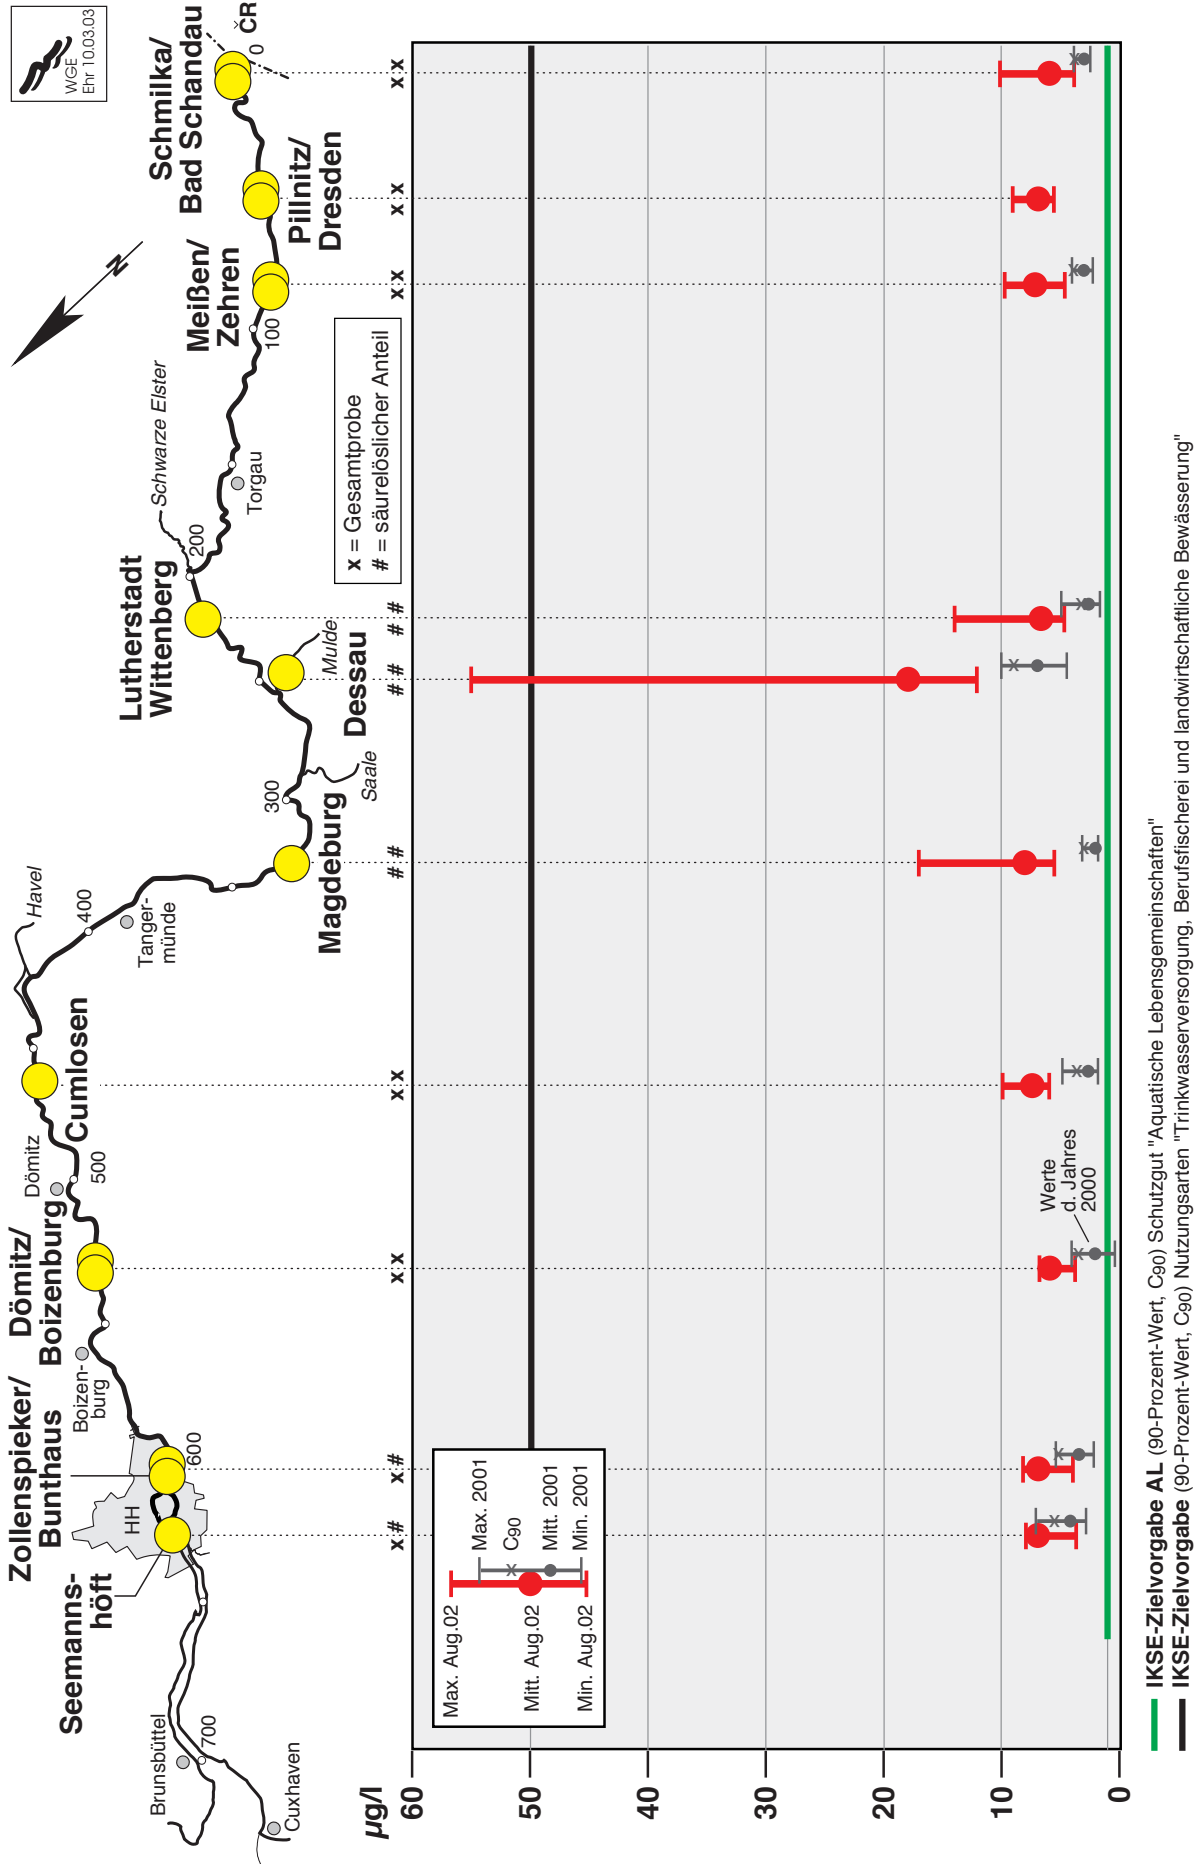 WGE
Ehr 10.03.03
Zollenspieker/
Bunthaus
Dömitz/
Boizenburg
Dömitz
Cumlosen
Havel
Lutherstadt
Wittenberg
Schwarze Elster
Meißen/
Zehren
Schmilka/
Bad Schandau
ČR
N
Seemanns-
höft
HH
Boizen-
burg
600
500
400
Tanger-
münde
Magdeburg
300
Saale
Dessau
Mulde
200
Torgau
100
Pillnitz/
Dresden
0
Brunsbüttel
700
Cuxhaven
x = Gesamtprobe
# = säurelöslicher Anteil
x #
x #
x x
x x
# #
# #
# #
x x
x x
x x
µg/l
60
50
40
30
20
10
0
Max. Aug.02
Mitt. Aug.02
Min. Aug.02
Max. 2001
C90
Mitt. 2001
Min. 2001
Werte
d. Jahres
2000
IKSE-Zielvorgabe AL (90-Prozent-Wert, C90) Schutzgut "Aquatische Lebensgemeinschaften"
IKSE-Zielvorgabe (90-Prozent-Wert, C90) Nutzungsarten "Trinkwasserversorgung, Berufsfischerei und landwirtschaftliche Bewässerung"